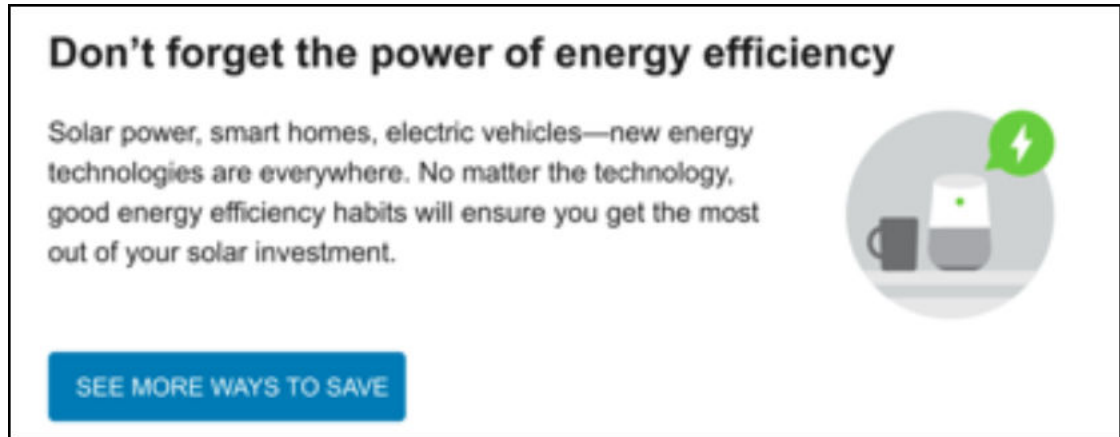 Don’t forget the power of energy efficiency
Solar power, smart homes, electric vehicles—new energy
technologies are everywhere. No matter the technology,
good energy efficiency habits will ensure you get the most
out of your solar investment.
SEE MORE WAYS TO SAVE